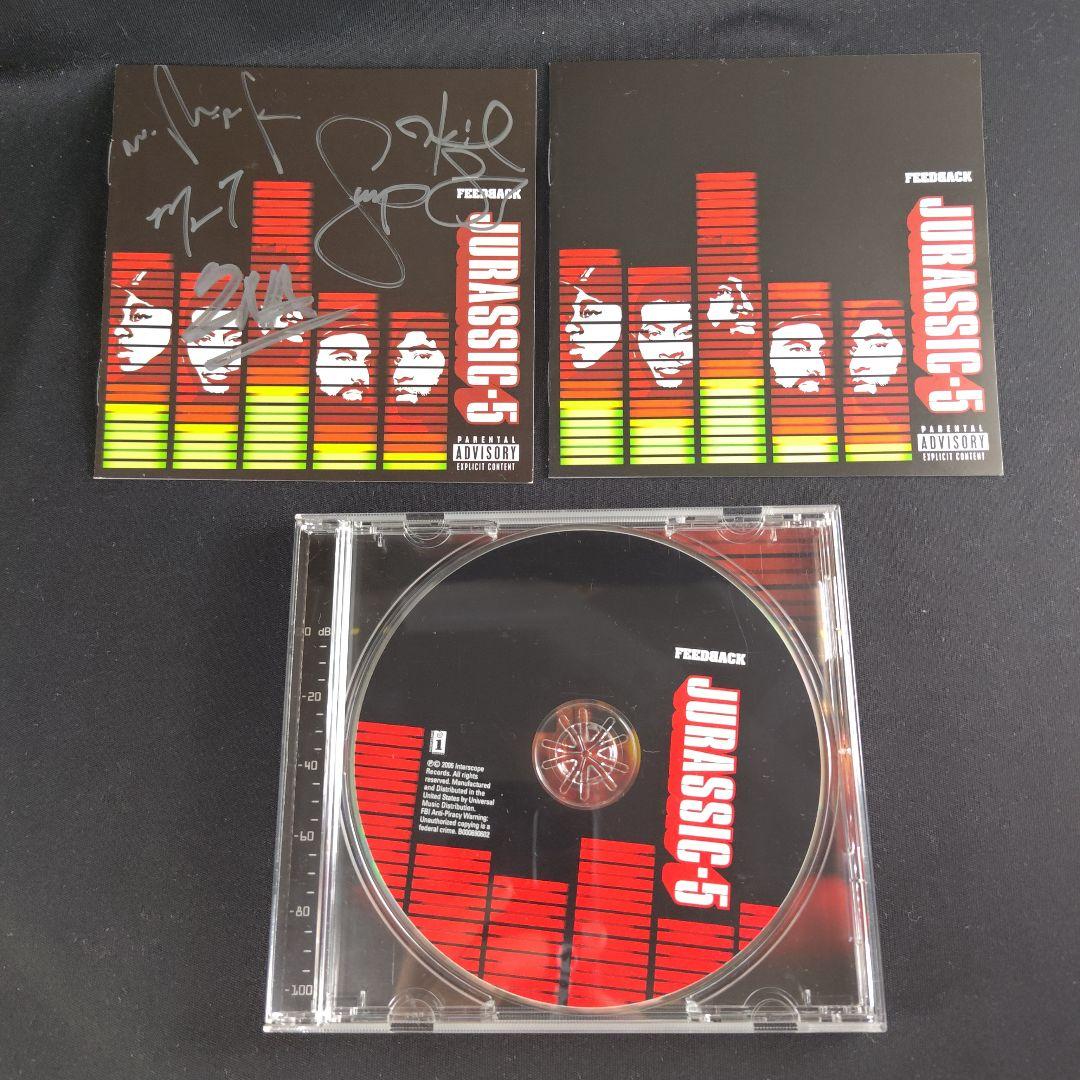 FEEDBACK
JURASSIC-5
PARENTAL
ADVISORY
EXPLICIT CONTENT
FEEDBACK
JURASSIC-5
PARENTAL
ADVISORY
EXPLICIT CONTENT
0 dB
-20
-40
-60
-80
-100
FEEDBACK
JURASSIC-5
i
℗© 2006 Interscope
Records. All rights
reserved. Manufactured
and Distributed in the
United States by Universal
Music Distribution.
FBI Anti-Piracy Warning:
Unauthorized copying is a
federal crime. B000690602